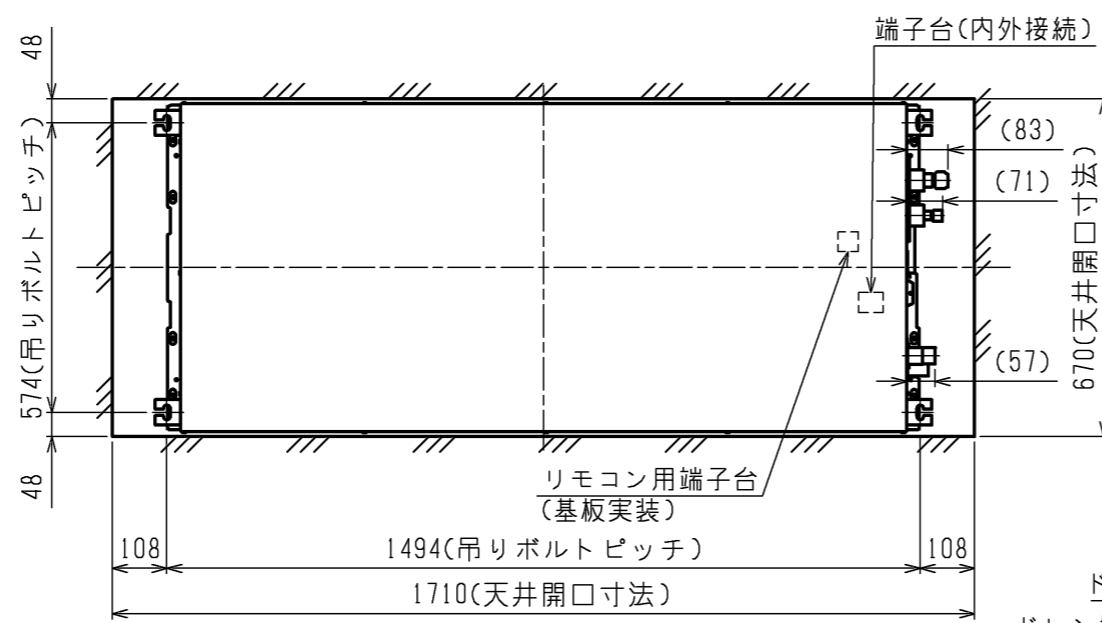 端子台(内外接続)
48
574(吊りボルトピッチ)
48
(83)
(71)
(57)
670(天井開口寸法)
リモコン用端子台
(基板実装)
108
1494(吊りボルトピッチ)
108
1710(天井開口寸法)